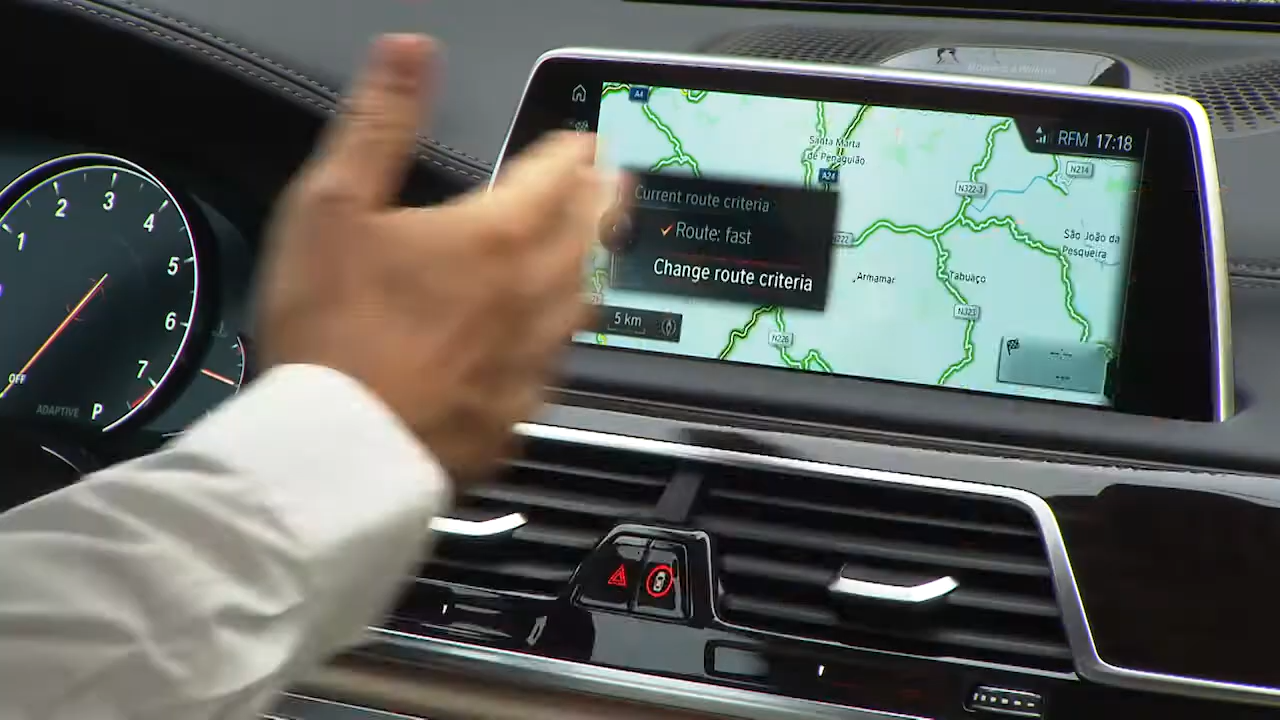 A4
Santa Marta
de Penaguião
A24
RFM 17:18
N214
N322-3
Current route criteria
Route: fast
Change route criteria
N222
São João da
Pesqueira
Armamar
Tabuaço
N323
N226
5 km
1
2
3
4
5
6
7
OFF
ADAPTIVE
P